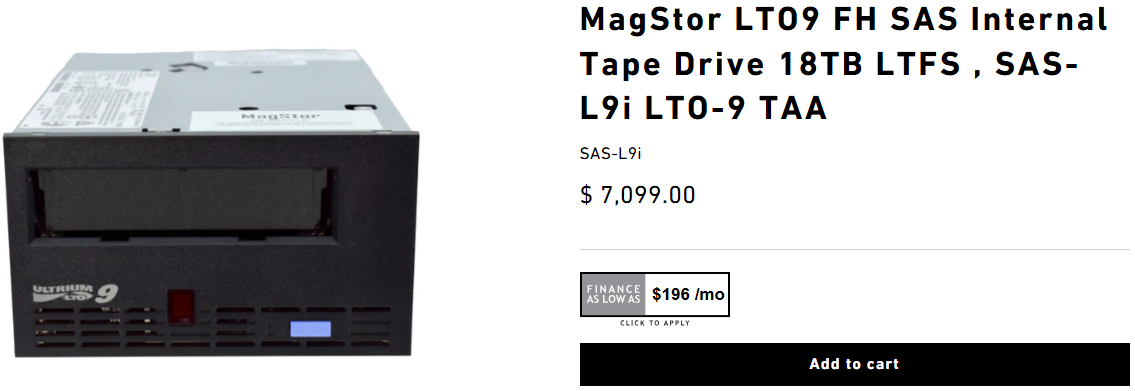 MagStor LTO9 FH SAS Internal
Tape Drive 18TB LTFS , SAS-
L9i LTO-9 TAA
SAS-L9i
$ 7,099.00
FINANCE
AS LOW AS
$196 /mo
CLICK TO APPLY
Add to cart
MagStor
ULTRIUM
LTO 9